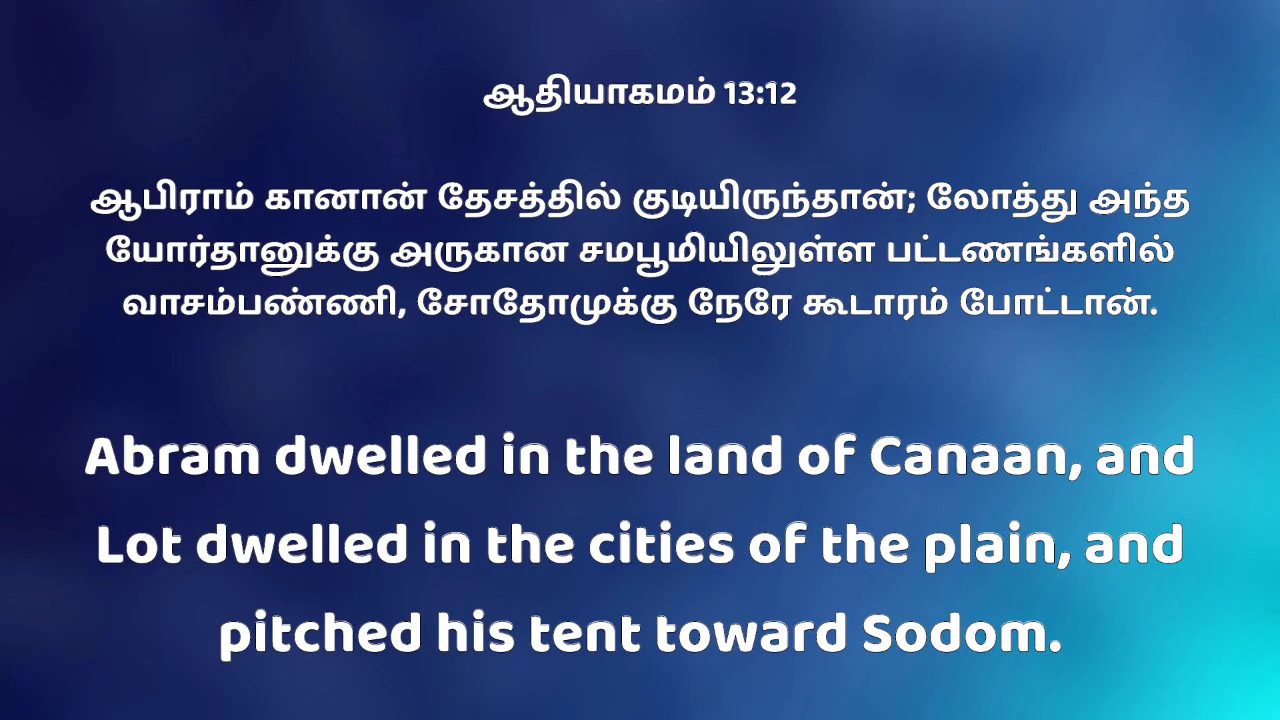 ஆதியாகமம் 13:12
ஆபிராம் கானான் தேசத்தில் குடியிருந்தான்; லோத்து அந்த
யோர்தானுக்கு அருகான சமபூமியிலுள்ள பட்டணங்களில்
வாசம்பண்ணி, சோதோமுக்கு நேரே கூடாரம் போட்டான்.
Abram dwelled in the land of Canaan, and
Lot dwelled in the cities of the plain, and
pitched his tent toward Sodom.